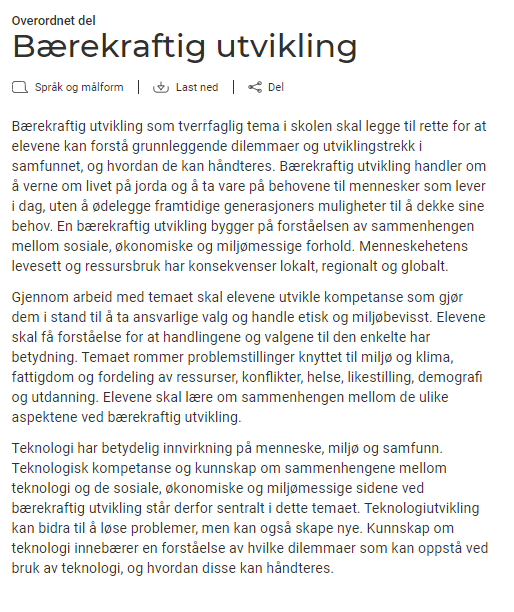 Overordnet del
Bærekraftig utvikling
Språk og målform | Last ned | Del
Bærekraftig utvikling som tverrfaglig tema i skolen skal legge til rette for at
elevene kan forstå grunnleggende dilemmaer og utviklingstrekk i
samfunnet, og hvordan de kan håndteres. Bærekraftig utvikling handler om
å verne om livet på jorda og å ta vare på behovene til mennesker som lever
i dag, uten å ødelegge framtidige generasjoners muligheter til å dekke sine
behov. En bærekraftig utvikling bygger på forståelsen av sammenhengen
mellom sosiale, økonomiske og miljømessige forhold. Menneskehetens
levesett og ressursbruk har konsekvenser lokalt, regionalt og globalt.
Gjennom arbeid med temaet skal elevene utvikle kompetanse som gjør
dem i stand til å ta ansvarlige valg og handle etisk og miljøbevisst. Elevene
skal få forståelse for at handlingene og valgene til den enkelte har
betydning. Temaet rommer problemstillinger knyttet til miljø og klima,
fattigdom og fordeling av ressurser, konflikter, helse, likestilling, demografi
og utdanning. Elevene skal lære om sammenhengen mellom de ulike
aspektene ved bærekraftig utvikling.
Teknologi har betydelig innvirkning på menneske, miljø og samfunn.
Teknologisk kompetanse og kunnskap om sammenhengene mellom
teknologi og de sosiale, økonomiske og miljømessige sidene ved
bærekraftig utvikling står derfor sentralt i dette temaet. Teknologiutvikling
kan bidra til å løse problemer, men kan også skape nye. Kunnskap om
teknologi innebærer en forståelse av hvilke dilemmaer som kan oppstå ved
bruk av teknologi, og hvordan disse kan håndteres.